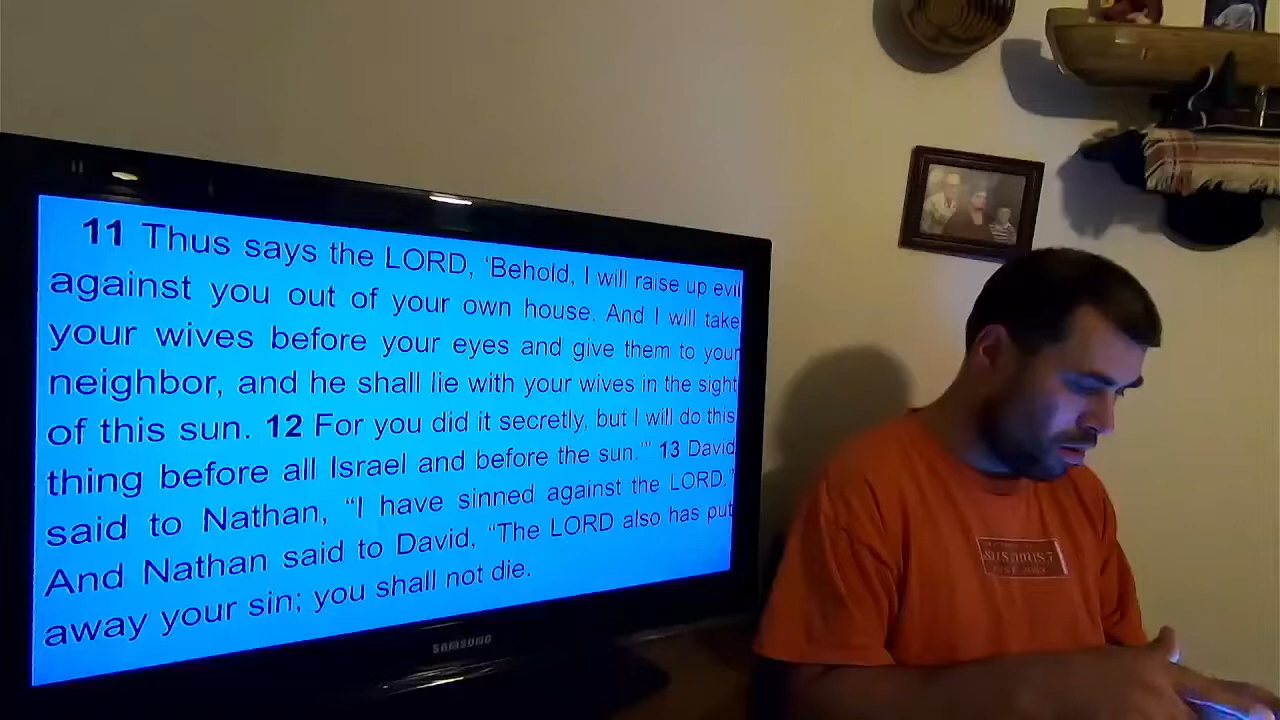 11 Thus says the LORD, ‘Behold, I will raise up evil
against you out of your own house. And I will take
your wives before your eyes and give them to your
neighbor, and he shall lie with your wives in the sight
of this sun. 12 For you did it secretly, but I will do this
thing before all Israel and before the sun.’” 13 David
said to Nathan, “I have sinned against the LORD.”
And Nathan said to David, “The LORD also has put
away your sin; you shall not die.
SAMSUNG